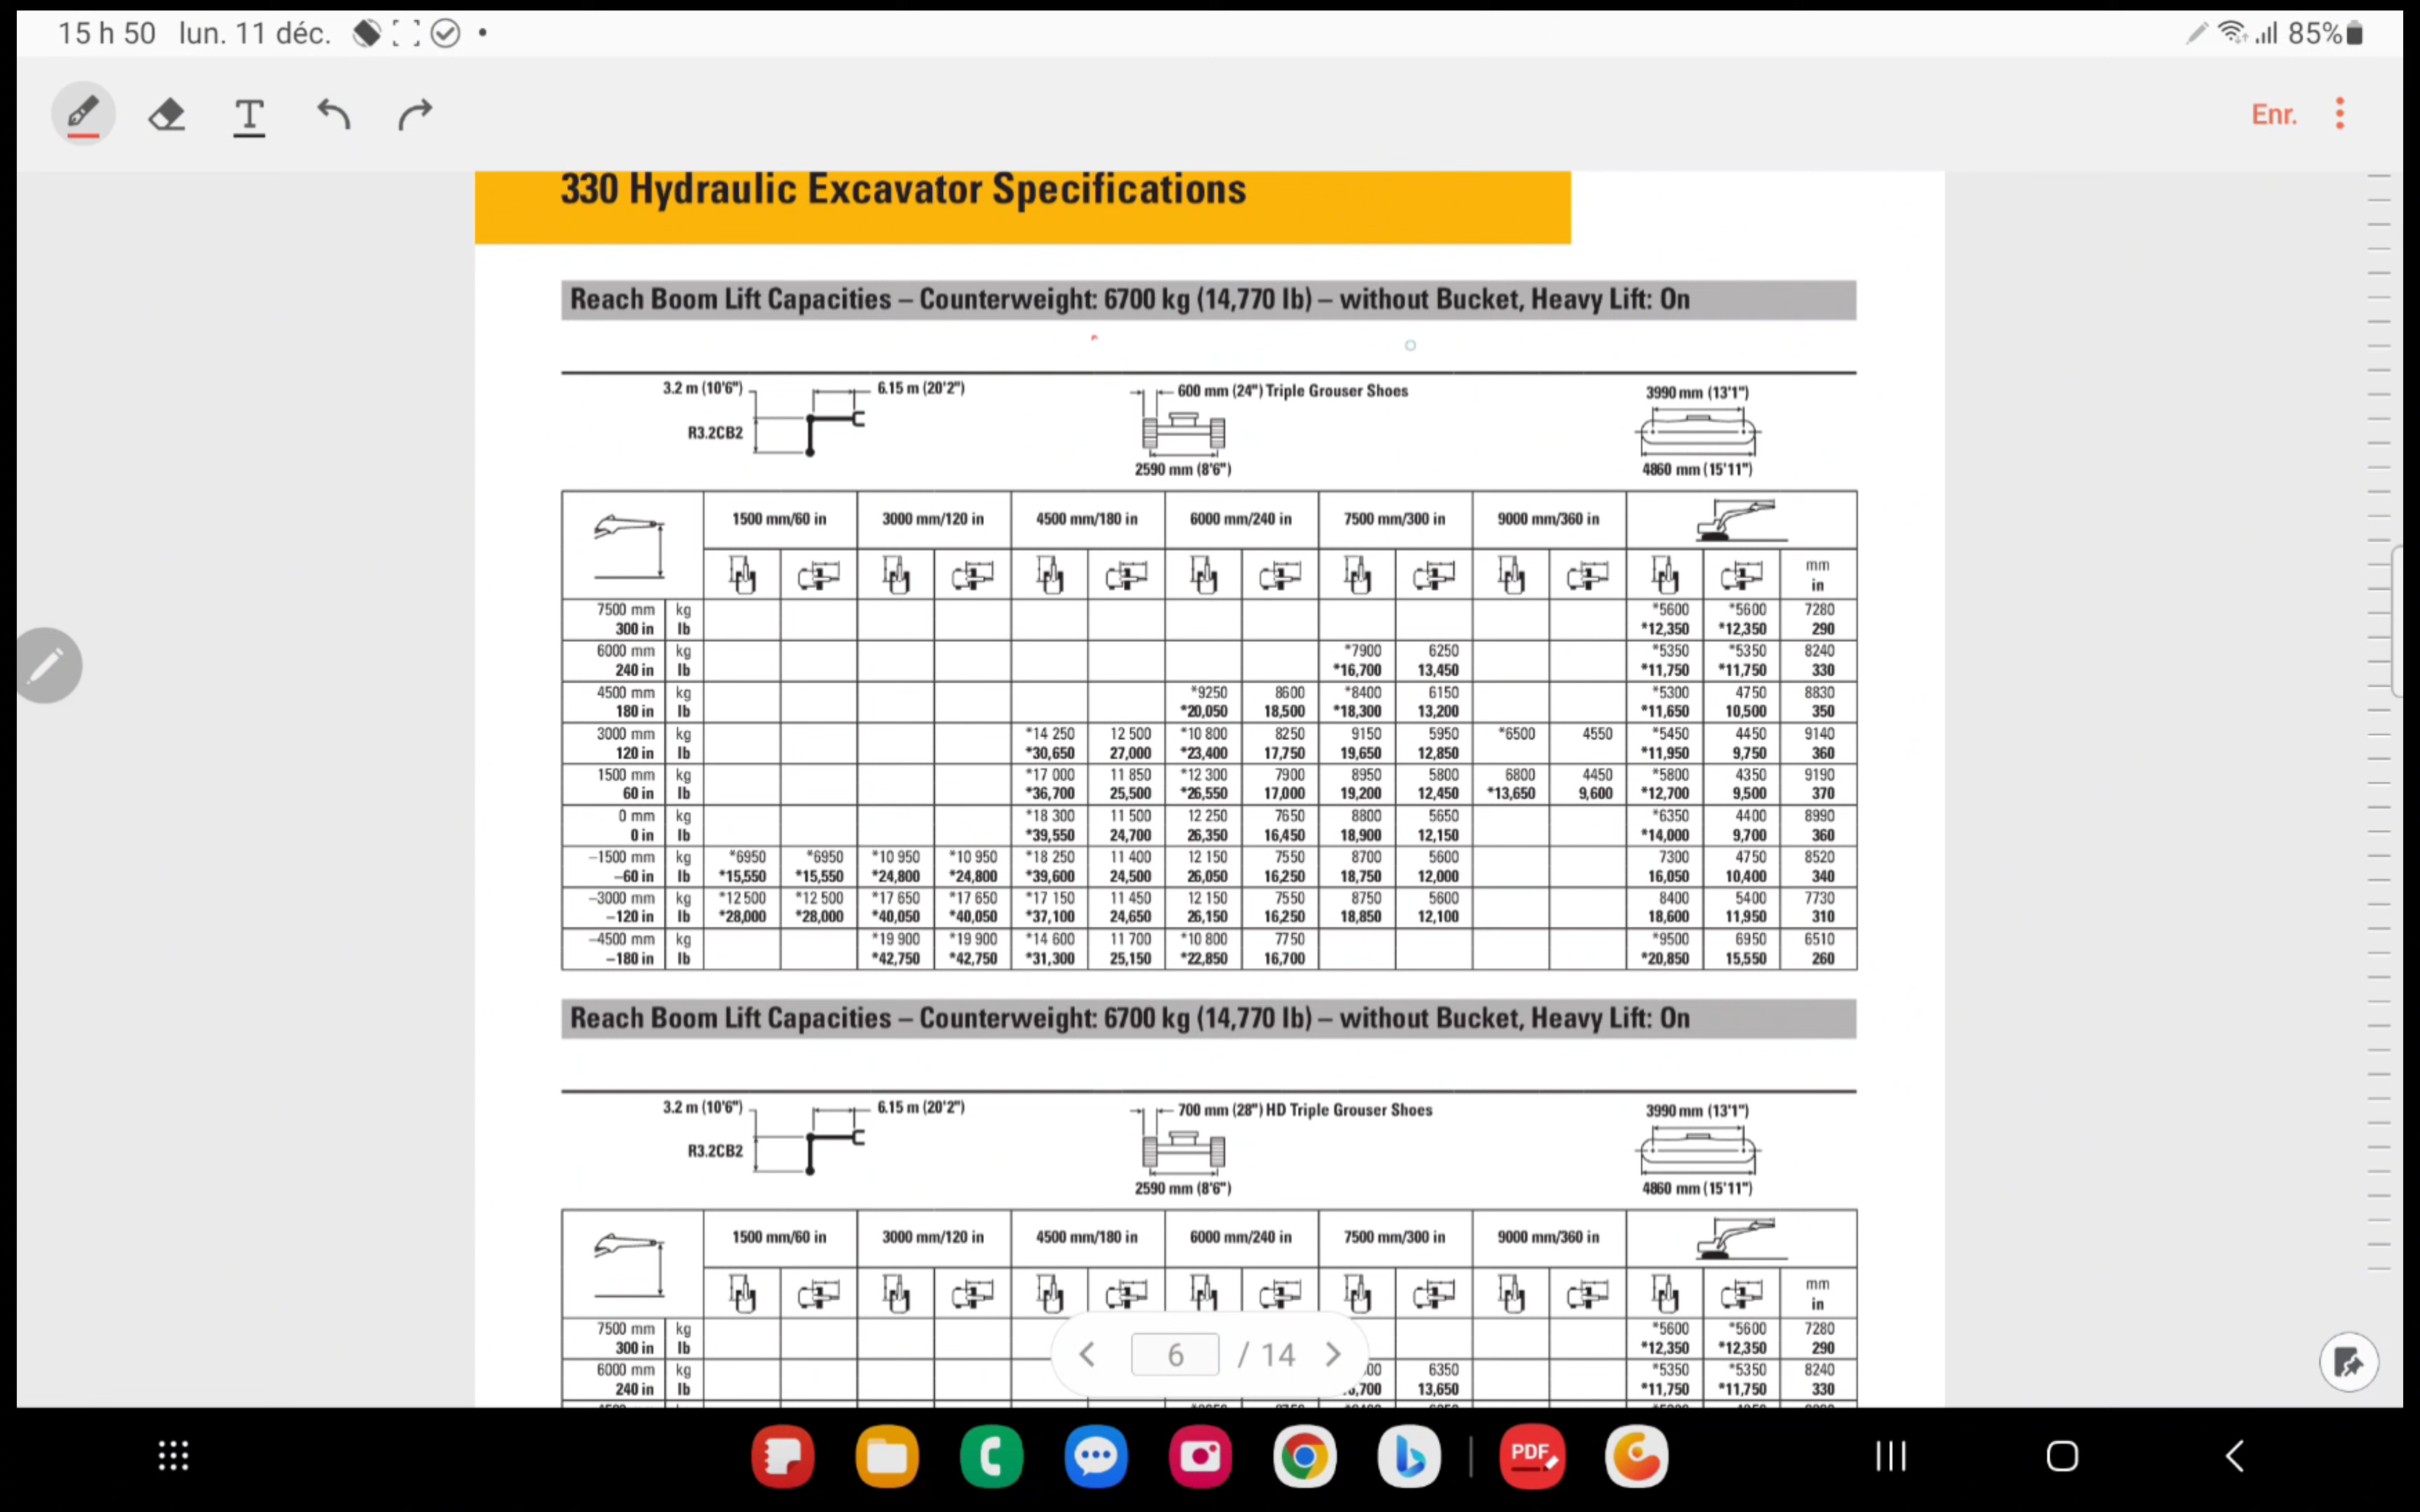 15 h 50 lun. 11 déc. 85%
T Enr.
330 Hydraulic Excavator Specifications
Reach Boom Lift Capacities – Counterweight: 6700 kg (14,770 lb) – without Bucket, Heavy Lift: On
3.2 m (10'6") 6.15 m (20'2") 600 mm (24") Triple Grouser Shoes 3990 mm (13'1")
R3.2CB2
2590 mm (8'6") 4860 mm (15'11")
1500 mm/60 in 3000 mm/120 in 4500 mm/180 in 6000 mm/240 in 7500 mm/300 in 9000 mm/360 in
mm
in
7500 mm kg *5600 *5600 7280
300 in lb *12,350 *12,350 290
6000 mm kg *7900 6250 *5350 *5350 8240
240 in lb *16,700 13,450 *11,750 *11,750 330
4500 mm kg *9250 8600 *8400 6150 *5300 4750 8830
180 in lb *20,050 18,500 *18,300 13,200 *11,650 10,500 350
3000 mm kg *14 250 12 500 *10 800 8250 9150 5950 *6500 4550 *5450 4450 9140
120 in lb *30,650 27,000 *23,400 17,750 19,650 12,850 *11,950 9,750 360
1500 mm kg *17 000 11 850 *12 300 7900 8950 5800 6800 4450 *5800 4350 9190
60 in lb *36,700 25,500 *26,550 17,000 19,200 12,450 *13,650 9,600 *12,700 9,500 370
0 mm kg *18 300 11 500 12 250 7650 8800 5650 *6350 4400 8990
0 in lb *39,550 24,700 26,350 16,450 18,900 12,150 *14,000 9,700 360
–1500 mm kg *6950 *6950 *10 950 *10 950 *18 250 11 400 12 150 7550 8700 5600 7300 4750 8520
–60 in lb *15,550 *15,550 *24,800 *24,800 *39,600 24,500 26,050 16,250 18,750 12,000 16,050 10,400 340
–3000 mm kg *12 500 *12 500 *17 650 *17 650 *17 150 11 450 12 150 7550 8750 5600 8400 5400 7730
–120 in lb *28,000 *28,000 *40,050 *40,050 *37,100 24,650 26,150 16,250 18,850 12,100 18,600 11,950 310
–4500 mm kg *19 900 *19 900 *14 600 11 700 *10 800 7750 *9500 6950 6510
–180 in lb *42,750 *42,750 *31,300 25,150 *22,850 16,700 *20,850 15,550 260
Reach Boom Lift Capacities – Counterweight: 6700 kg (14,770 lb) – without Bucket, Heavy Lift: On
3.2 m (10'6") 6.15 m (20'2") 700 mm (28") HD Triple Grouser Shoes 3990 mm (13'1")
R3.2CB2
2590 mm (8'6") 4860 mm (15'11")
1500 mm/60 in 3000 mm/120 in 4500 mm/180 in 6000 mm/240 in 7500 mm/300 in 9000 mm/360 in
mm
in
7500 mm kg *5600 *5600 7280
300 in lb *12,350 *12,350 290
6000 mm kg 6350 *5350 *5350 8240
240 in lb 13,650 *11,750 *11,750 330
6 / 14
PDF